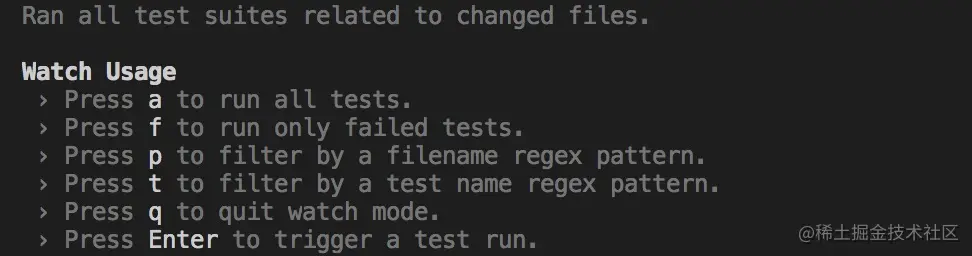 Ran all test suites related to changed files.
Watch Usage
› Press a to run all tests.
› Press f to run only failed tests.
› Press p to filter by a filename regex pattern.
› Press t to filter by a test name regex pattern.
› Press q to quit watch mode.
› Press Enter to trigger a test run.
@稀土掘金技术社区